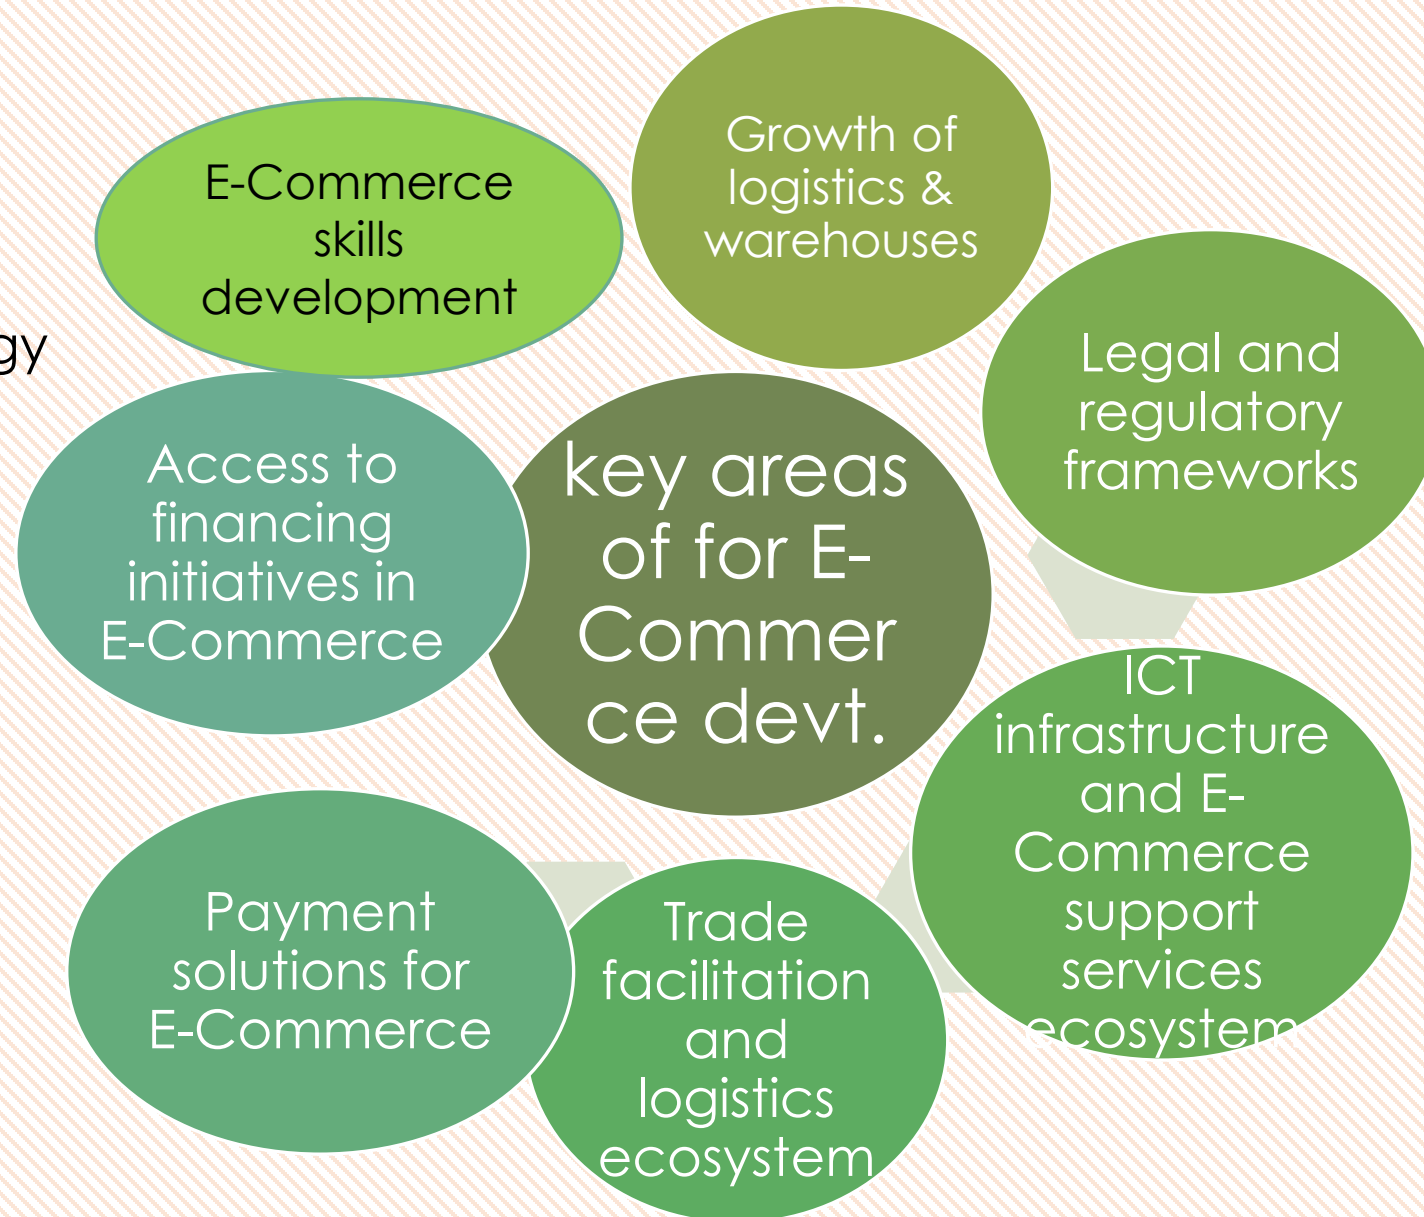 E-Commerce
skills
development
Growth of
logistics &
warehouses
Legal and
regulatory
frameworks
Access to
financing
initiatives in
E-Commerce
key areas
of for E-
Commer
ce devt.
ICT
infrastructure
and E-
Commerce
support
services
ecosystem
Payment
solutions for
E-Commerce
Trade
facilitation
and
logistics
ecosystem